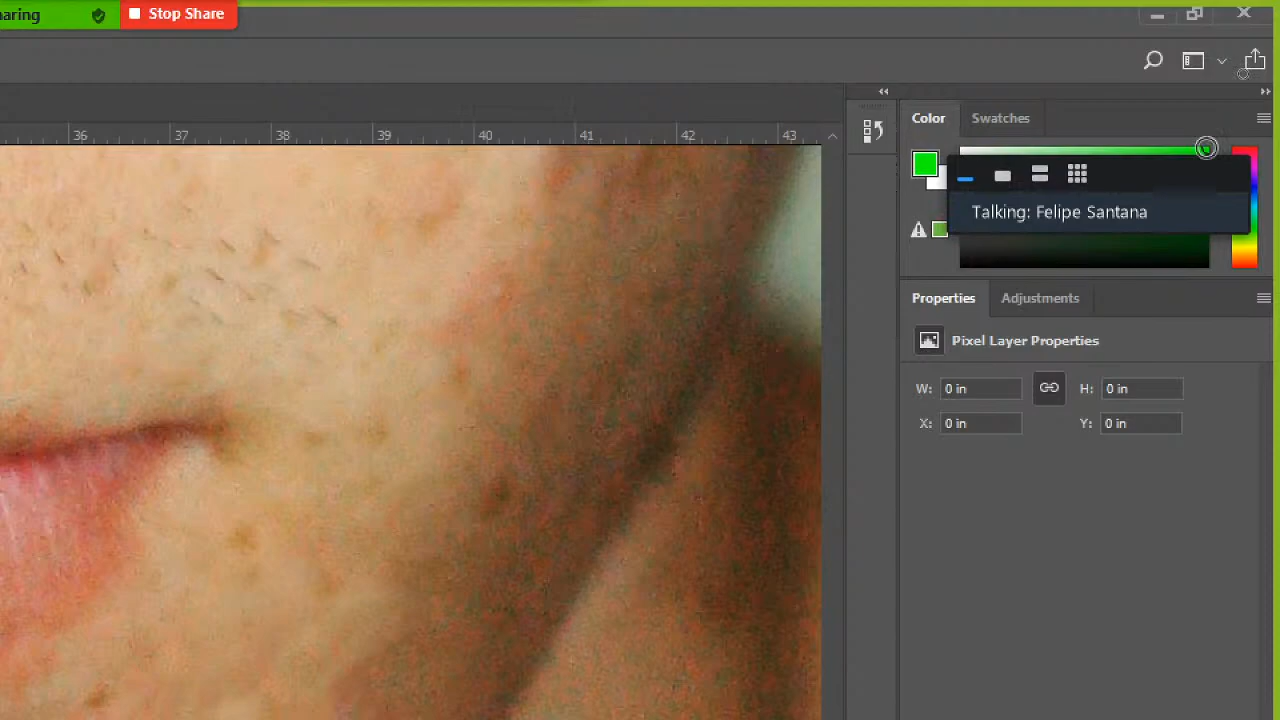 aring
Stop Share
36 37 38 39 40 41 42 43
Color Swatches
Talking: Felipe Santana
Properties Adjustments
Pixel Layer Properties
W: 0 in H: 0 in
X: 0 in Y: 0 in